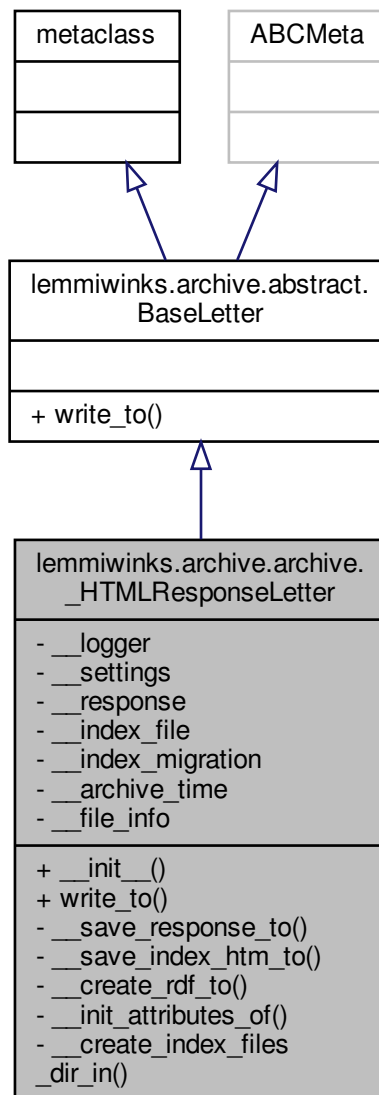 metaclass
ABCMeta
lemmiwinks.archive.abstract.
BaseLetter
+ write_to()
lemmiwinks.archive.archive.
_HTMLResponseLetter
- __logger
- __settings
- __response
- __index_file
- __index_migration
- __archive_time
- __file_info
+ __init__()
+ write_to()
- __save_response_to()
- __save_index_htm_to()
- __create_rdf_to()
- __init_attributes_of()
- __create_index_files
_dir_in()